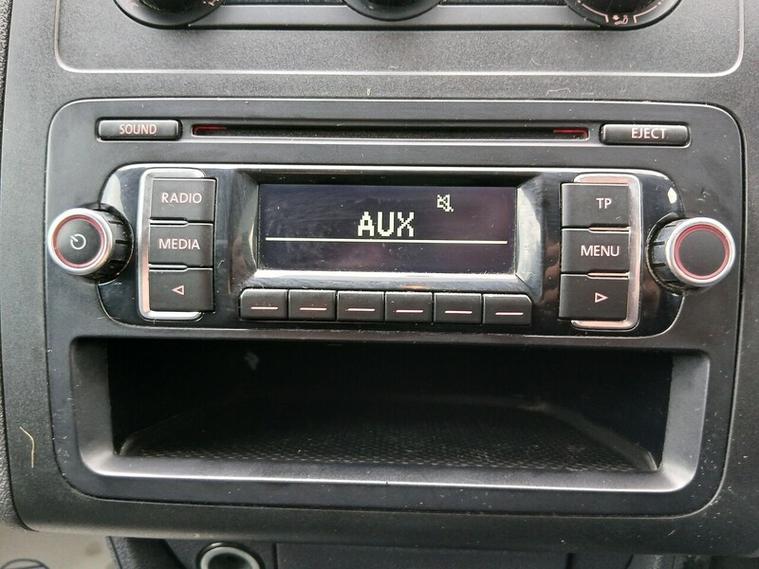 SOUND
EJECT
RADIO
TP
AUX
MEDIA
MENU